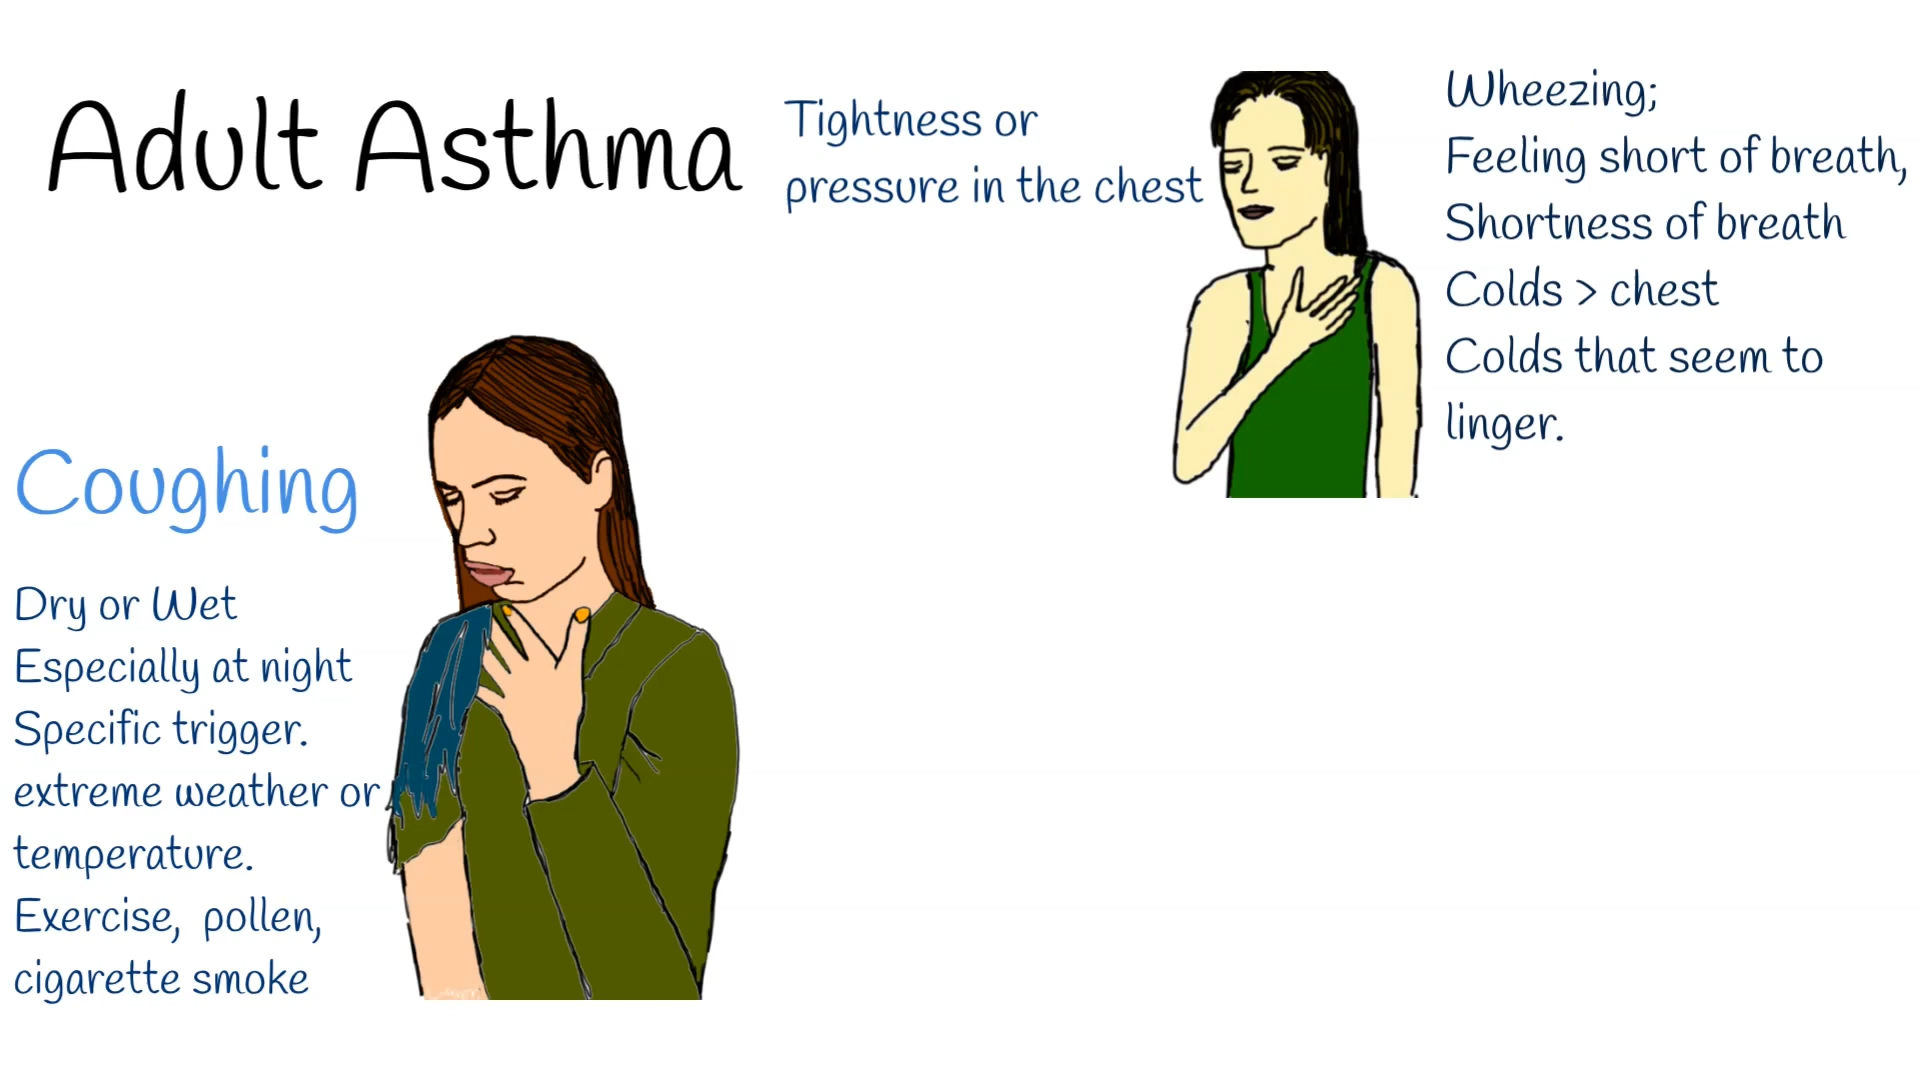 Adult Asthma
Tightness or
pressure in the chest
Wheezing;
Feeling short of breath,
Shortness of breath
Colds > chest
Colds that seem to
linger.
Coughing
Dry or Wet
Especially at night
Specific trigger.
extreme weather or
temperature.
Exercise, pollen,
cigarette smoke